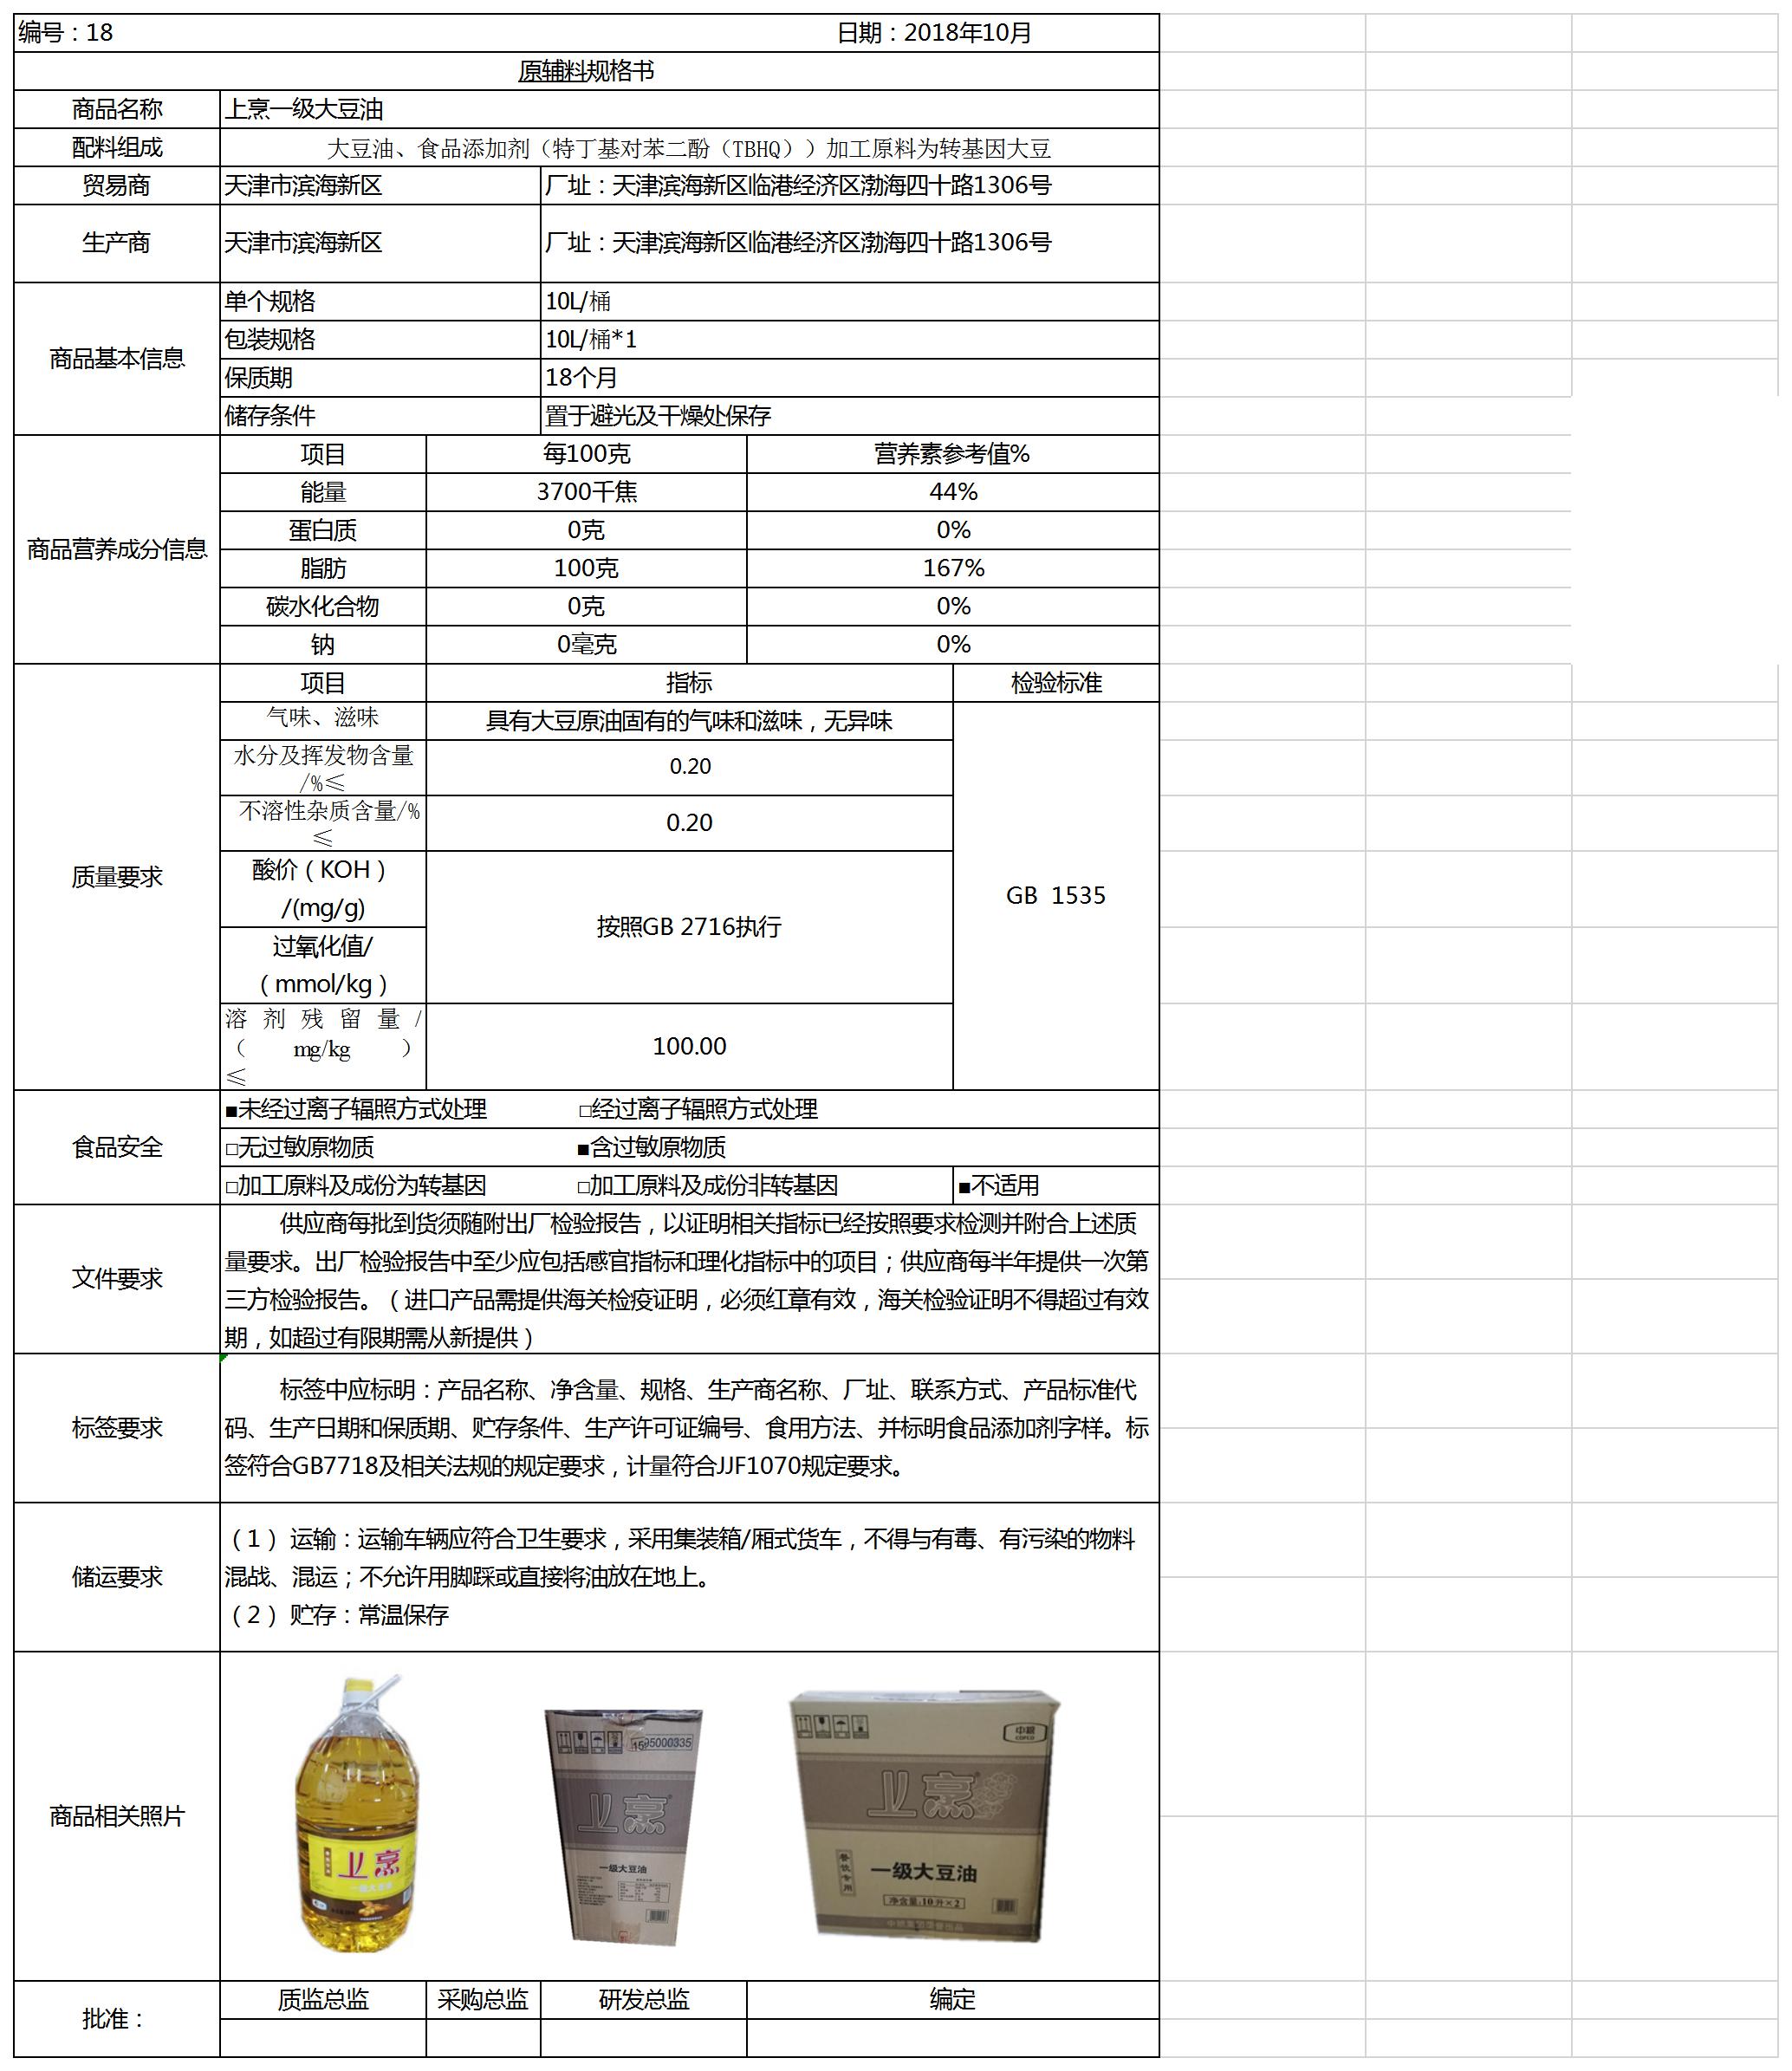 编号：18 日期：2018年10月
原辅料规格书
商品名称 上烹一级大豆油
配料组成 大豆油、食品添加剂（特丁基对苯二酚（TBHQ））加工原料为转基因大豆
贸易商 天津市滨海新区 厂址：天津滨海新区临港经济区渤海四十路1306号
生产商 天津市滨海新区 厂址：天津滨海新区临港经济区渤海四十路1306号
商品基本信息
单个规格 10L/桶
包装规格 10L/桶*1
保质期 18个月
储存条件 置于避光及干燥处保存
商品营养成分信息
项目 每100克 营养素参考值%
能量 3700千焦 44%
蛋白质 0克 0%
脂肪 100克 167%
碳水化合物 0克 0%
钠 0毫克 0%
质量要求
项目 指标 检验标准
气味、滋味 具有大豆原油固有的气味和滋味，无异味
水分及挥发物含量
/%≤
0.20
不溶性杂质含量/%
≤
0.20
酸价（KOH）
/(mg/g)
过氧化值/
（mmol/kg）
按照GB 2716执行
GB 1535
溶剂残留量/
（mg/kg）
≤
100.00
食品安全
■未经过离子辐照方式处理 □经过离子辐照方式处理
□无过敏原物质 ■含过敏原物质
□加工原料及成份为转基因 □加工原料及成份非转基因 ■不适用
文件要求
供应商每批到货须随附出厂检验报告，以证明相关指标已经按照要求检测并附合上述质
量要求。出厂检验报告中至少应包括感官指标和理化指标中的项目；供应商每半年提供一次第
三方检验报告。（进口产品需提供海关检疫证明，必须红章有效，海关检验证明不得超过有效
期，如超过有限期需从新提供）
标签要求
标签中应标明：产品名称、净含量、规格、生产商名称、厂址、联系方式、产品标准代
码、生产日期和保质期、贮存条件、生产许可证编号、食用方法、并标明食品添加剂字样。标
签符合GB7718及相关法规的规定要求，计量符合JJF1070规定要求。
储运要求
（1）运输：运输车辆应符合卫生要求，采用集装箱/厢式货车，不得与有毒、有污染的物料
混战、混运；不允许用脚踩或直接将油放在地上。
（2）贮存：常温保存
商品相关照片
上烹
一级大豆油
95000335
上烹
一级大豆油
中粮
COFCO
上烹
餐饮专用
一级大豆油
净含量:10升×2
批准：
质监总监 采购总监 研发总监 编定